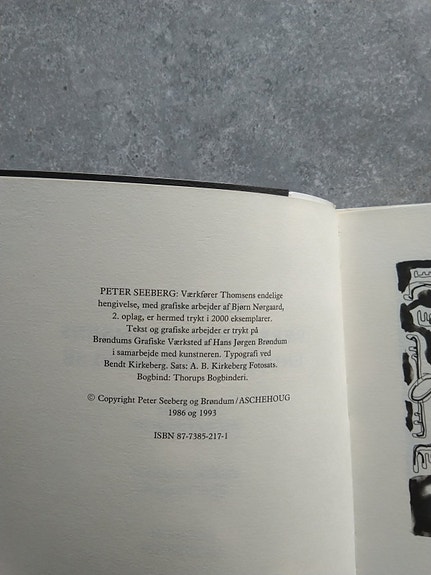 PETER SEEBERG: Værkfører Thomsens endelige
hengivelse, med grafiske arbejder af Bjørn Nørgaard,
2. oplag, er hermed trykt i 2000 eksemplarer.
Tekst og grafiske arbejder er trykt på
Brøndums Grafiske Værksted af Hans Jørgen Brøndum
i samarbejde med kunstneren. Typografi ved
Bendt Kirkeberg. Sats: A. B. Kirkeberg Fotosats.
Bogbind: Thorups Bogbinderi.
© Copyright Peter Seeberg og Brøndum/ASCHEHOUG
1986 og 1993
ISBN 87-7385-217-1